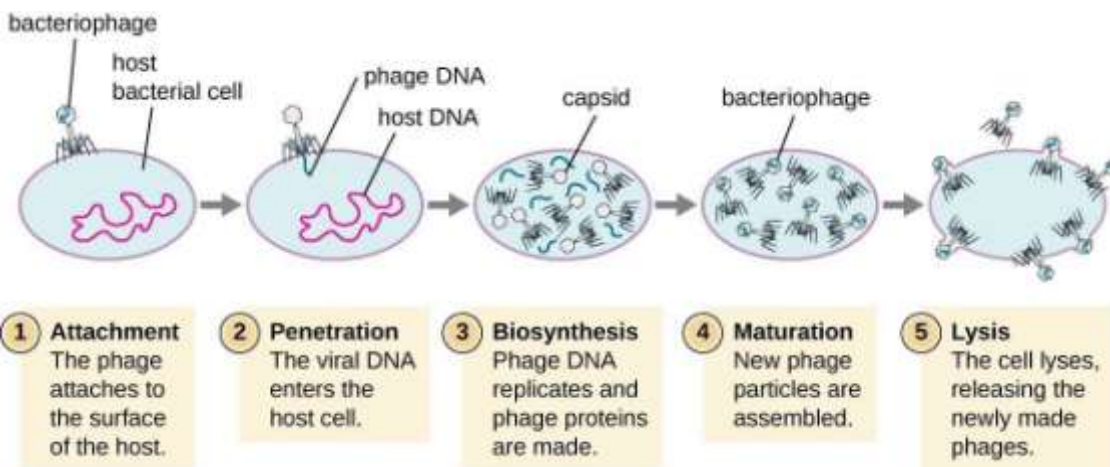 bacteriophage
host
bacterial cell
phage DNA
host DNA
capsid
bacteriophage
1 Attachment
The phage
attaches to
the surface
of the host.
2 Penetration
The viral DNA
enters the
host cell.
3 Biosynthesis
Phage DNA
replicates and
phage proteins
are made.
4 Maturation
New phage
particles are
assembled.
5 Lysis
The cell lyses,
releasing the
newly made
phages.